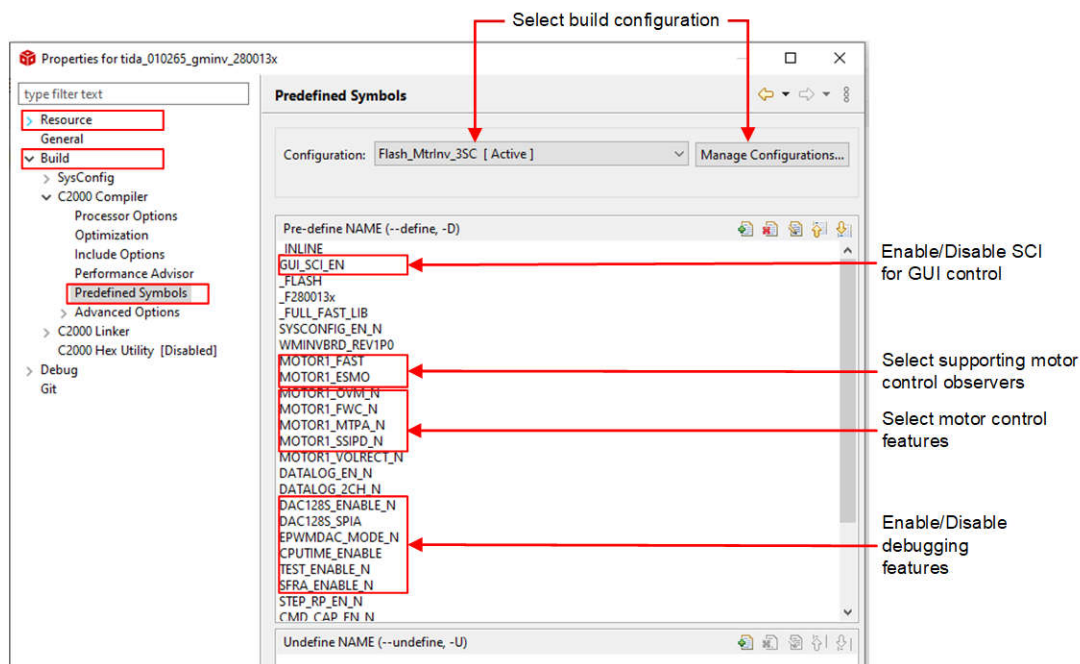 Select build configuration
Properties for tida_010265_gminv_280013x
type filter text
Resource
General
Build
SysConfig
C2000 Compiler
Processor Options
Optimization
Include Options
Performance Advisor
Predefined Symbols
Advanced Options
C2000 Linker
C2000 Hex Utility [Disabled]
Debug
Git
Predefined Symbols
Configuration: Flash_MtrInv_3SC [ Active ]
Manage Configurations...
Pre-define NAME (--define, -D)
_INLINE
GUI_SCI_EN
_FLASH
_F280013x
_FULL_FAST_LIB
SYSCONFIG_EN_N
WMINVBRD_REV1P0
MOTOR1_FAST
MOTOR1_ESMO
MOTOR1_OVM_N
MOTOR1_FWC_N
MOTOR1_MTPA_N
MOTOR1_SSIPD_N
MOTOR1_VOLRECT_N
DATALOG_EN_N
DATALOG_2CH_N
DAC128S_ENABLE_N
DAC128S_SPIA
EPWMDAC_MODE_N
CPUTIME_ENABLE
TEST_ENABLE_N
SFRA_ENABLE_N
STEP_RP_EN_N
CMD_CAP_EN_N
Undefine NAME (--undefine, -U)
Enable/Disable SCI
for GUI control
Select supporting motor
control observers
Select motor control
features
Enable/Disable
debugging
features